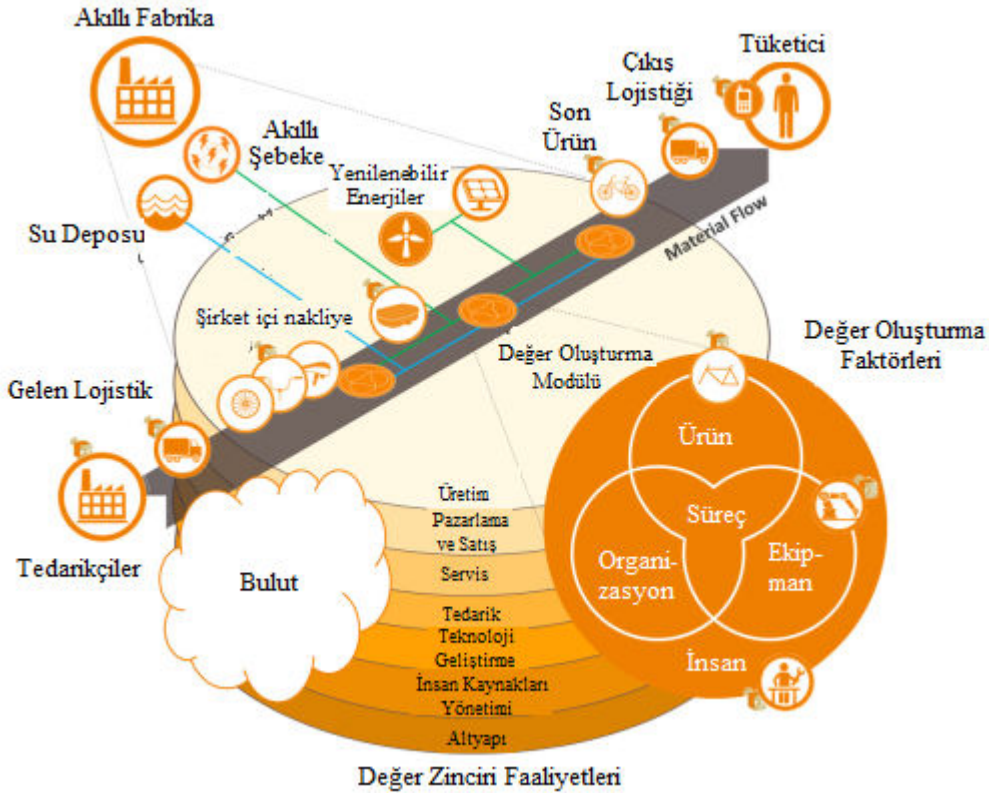 Akıllı Fabrika
Tüketici
Çıkış
Lojistiği
Son
Ürün
Akıllı
Şebeke
Yenilenebilir
Enerjiler
Su Deposu
Material Flow
Şirket içi nakliye
Değer Oluşturma
Modülü
Değer Oluşturma
Faktörleri
Gelen Lojistik
Tedarikçiler
Bulut
Üretim
Pazarlama
ve Satış
Servis
Tedarik
Teknoloji
Geliştirme
İnsan Kaynakları
Yönetimi
Altyapı
Ürün
Süreç
Organi-
zasyon
Ekip-
man
İnsan
Değer Zinciri Faaliyetleri